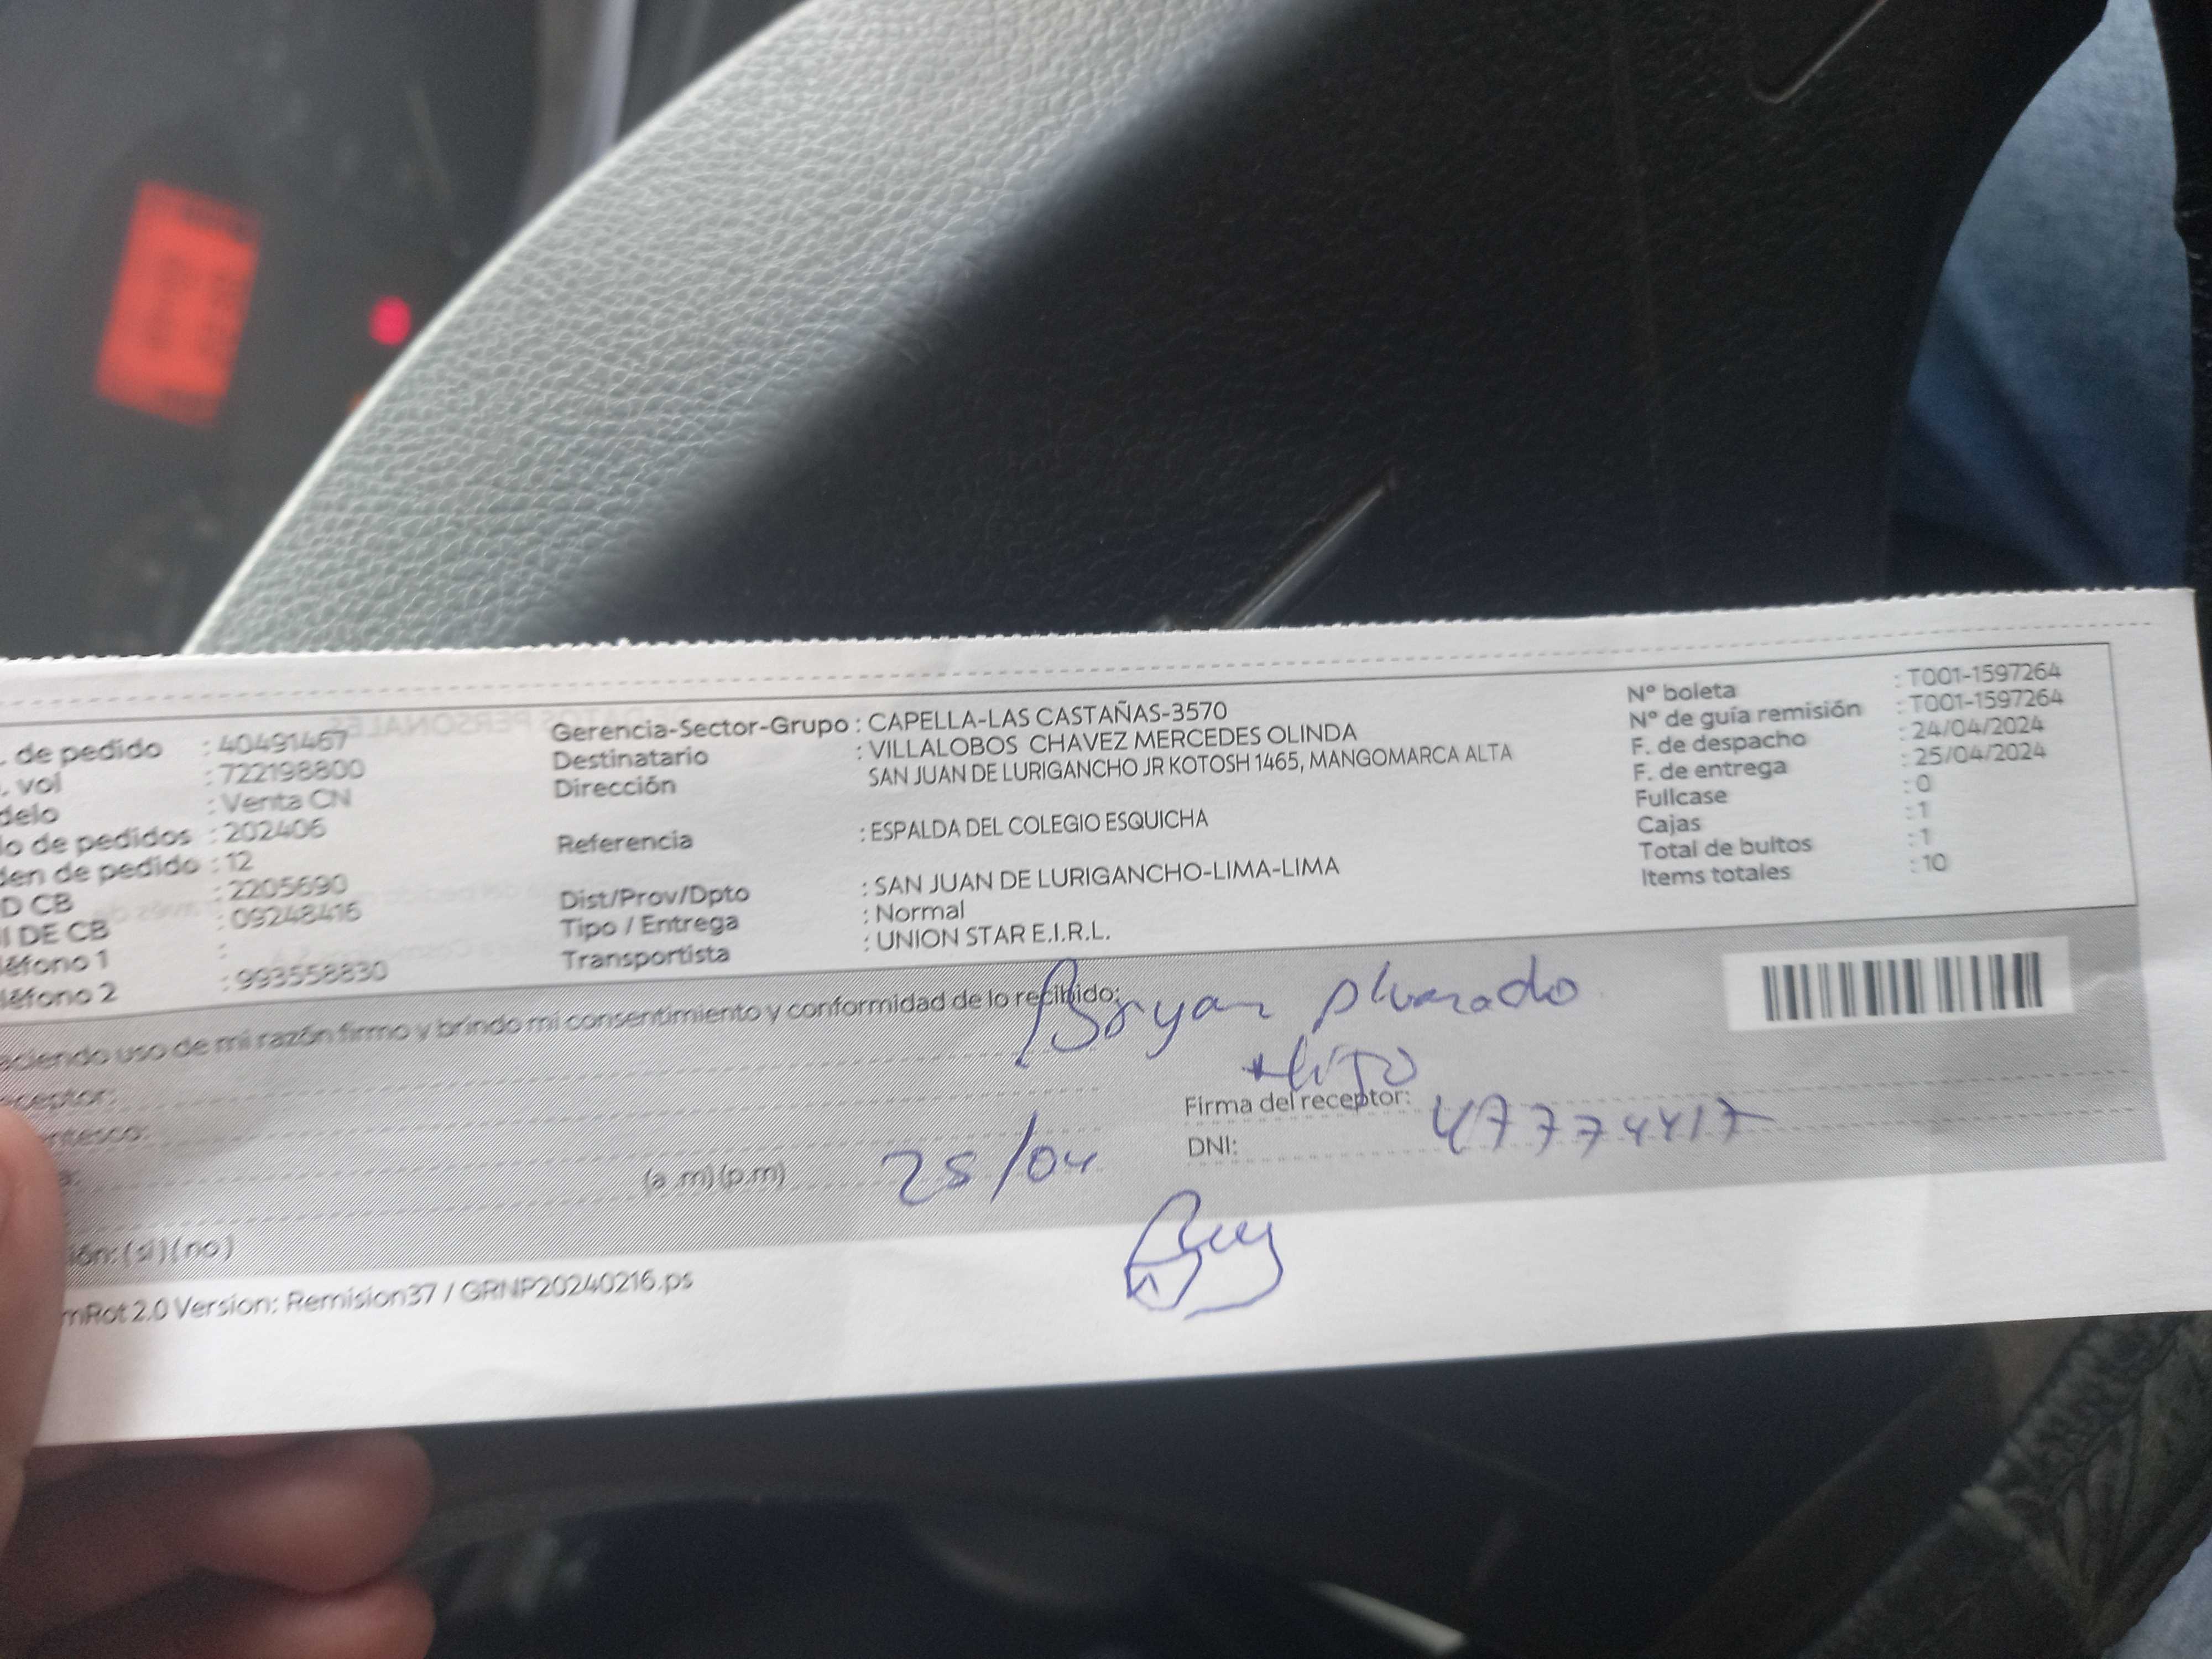 . de pedido : 40491467
. vol : 722198800
delo : Venta CN
o de pedidos : 202406
den de pedido : 12
D CB : 2205690
I DE CB : 09248416
léfono 1 :
léfono 2 : 993558830
Gerencia-Sector-Grupo : CAPELLA-LAS CASTAÑAS-3570
Destinatario : VILLALOBOS CHAVEZ MERCEDES OLINDA
Dirección SAN JUAN DE LURIGANCHO JR KOTOSH 1465, MANGOMARCA ALTA
Referencia : ESPALDA DEL COLEGIO ESQUICHA
Dist/Prov/Dpto : SAN JUAN DE LURIGANCHO-LIMA-LIMA
Tipo / Entrega : Normal
Transportista : UNION STAR E.I.R.L.
Nº boleta : T001-1597264
Nº de guía remisión : T001-1597264
F. de despacho : 24/04/2024
F. de entrega : 25/04/2024
Fullcase : 0
Cajas : 1
Total de bultos : 1
Items totales : 10
aciendo uso de mi razón firmo y brindo mi consentimiento y conformidad de lo recibido:
Bryan Alvarado
*Hijo
ceptor:
entesco:
Firma del receptor:
DNI: 47774417
a: (a .m) (p.m) 25/04
ión: (si) (no)
mRot 2.0 Version: Remision37 / GRNP20240216.ps